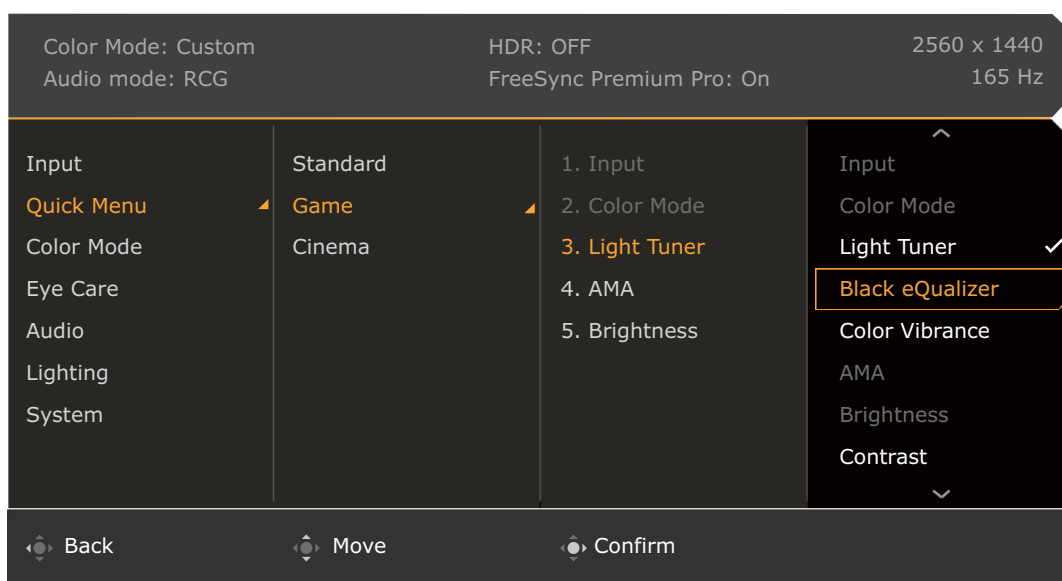 Color Mode: Custom
Audio mode: RCG
HDR: OFF
FreeSync Premium Pro: On
2560 x 1440
165 Hz
Input
Quick Menu
Color Mode
Eye Care
Audio
Lighting
System
Standard
Game
Cinema
1. Input
2. Color Mode
3. Light Tuner
4. AMA
5. Brightness
Input
Color Mode
Light Tuner
Black eQualizer
Color Vibrance
AMA
Brightness
Contrast
Back
Move
Confirm